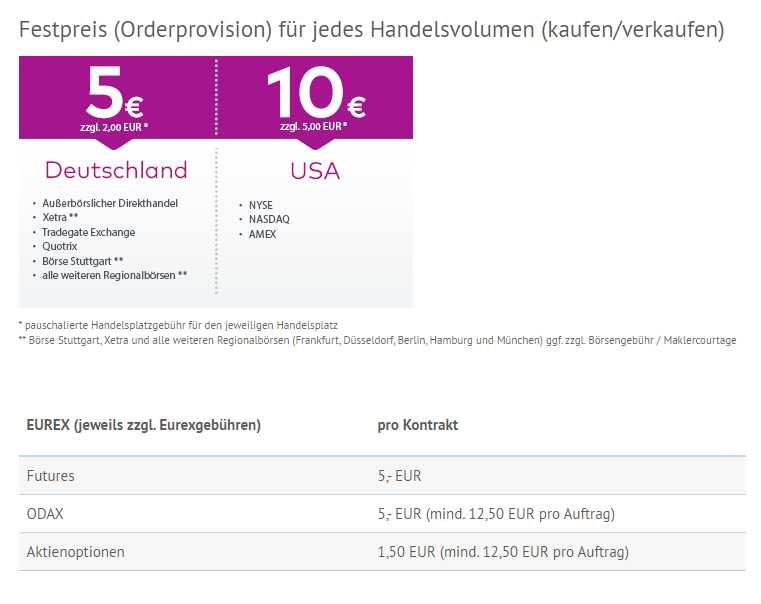 Festpreis (Orderprovision) für jedes Handelsvolumen (kaufen/verkaufen)
5€
zzgl. 2,00 EUR *
10€
zzgl. 5,00 EUR *
Deutschland
• Außerbörslicher Direkthandel
• Xetra **
• Tradegate Exchange
• Quotrix
• Börse Stuttgart **
• alle weiteren Regionalbörsen **
USA
• NYSE
• NASDAQ
• AMEX
* pauschalierte Handelsplatzgebühr für den jeweiligen Handelsplatz
** Börse Stuttgart, Xetra und alle weiteren Regionalbörsen (Frankfurt, Düsseldorf, Berlin, Hamburg und München) ggf. zzgl. Börsengebühr / Maklercourtage
EUREX (jeweils zzgl. Eurexgebühren) pro Kontrakt
Futures 5,- EUR
ODAX 5,- EUR (mind. 12,50 EUR pro Auftrag)
Aktienoptionen 1,50 EUR (mind. 12,50 EUR pro Auftrag)